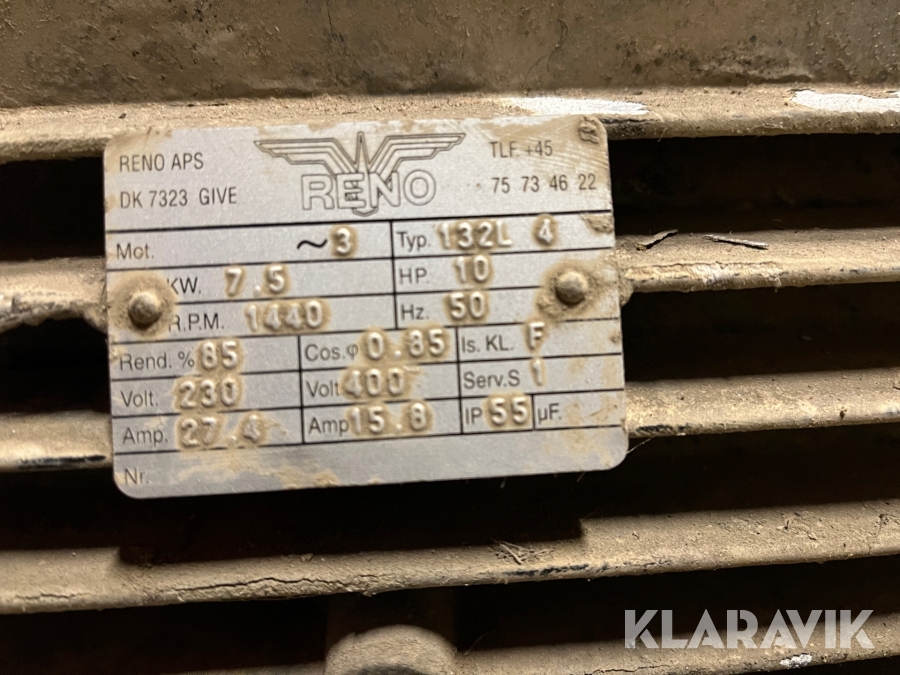 RENO APS RENO TLF. +45
DK 7323 GIVE 75 73 46 22
Mot. ~3 Typ. 132L 4
KW. 7.5 HP. 10
R.P.M. 1440 Hz. 50
Rend. % 85 Cos.φ 0.85 Is. KL. F
Volt. 230 Volt 400 Serv.S 1
Amp. 27.4 Amp 15.8 IP 55 µF.
Nr.
KLARAVIK